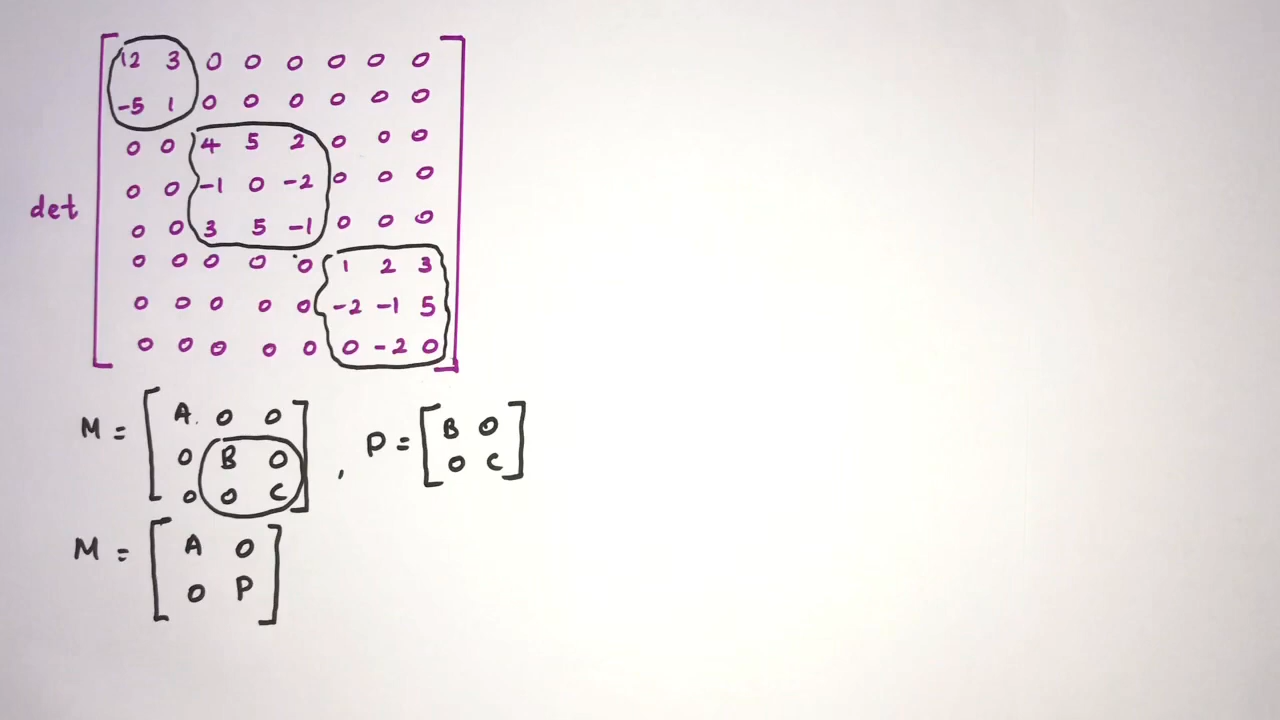 12 3 0 0 0 0 0 0
-5 1 0 0 0 0 0 0
0 0 4 5 2 0 0 0
0 0 -1 0 -2 0 0 0
det
0 0 3 5 -1 0 0 0
0 0 0 0 0 1 2 3
0 0 0 0 0 -2 -1 5
0 0 0 0 0 0 -2 0
M = [A 0 0
0 B 0
0 0 C] , P = [B 0
0 C]
M = [A 0
0 P]